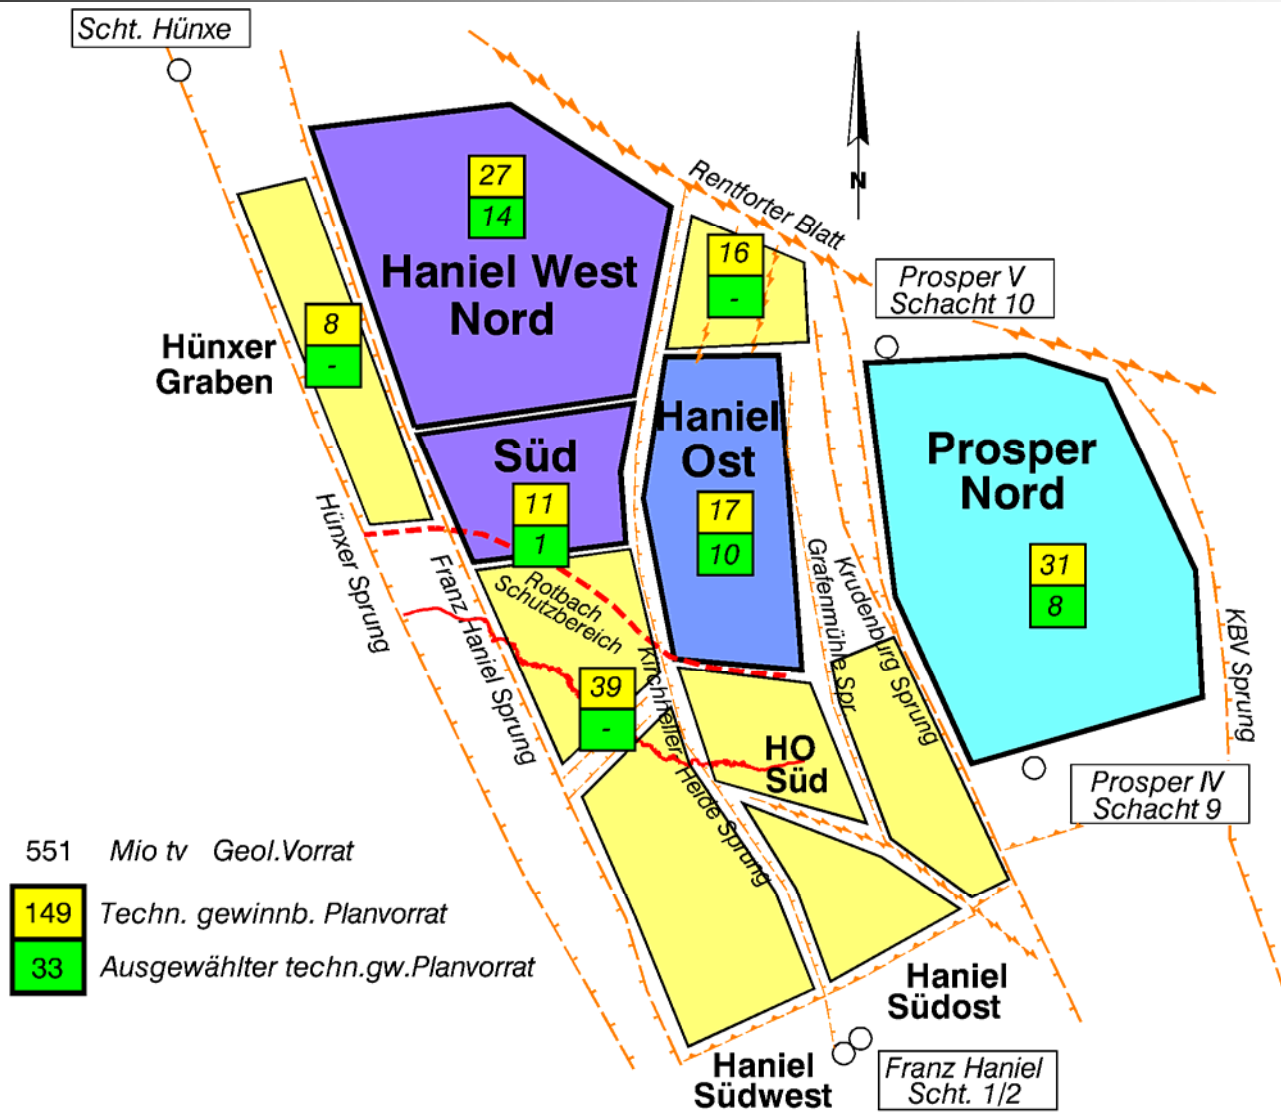 Scht. Hünxe
Rentforter Blatt
N
27
14
Haniel West
Nord
16
-
Prosper V
Schacht 10
8
-
Hünxer
Graben
Haniel
Ost
17
10
Süd
11
1
Prosper
Nord
31
8
Hünxer Sprung
Franz Haniel Sprung
Rotbach
Schutzbereich
Kirchheller Heide Sprung
Grafenmühle Spr.
Krudenburg Sprung
KBV Sprung
39
-
HO
Süd
Prosper IV
Schacht 9
551 Mio tv Geol.Vorrat
149 Techn. gewinnb. Planvorrat
33 Ausgewählter techn.gw.Planvorrat
Haniel
Südost
Haniel
Südwest
Franz Haniel
Scht. 1/2